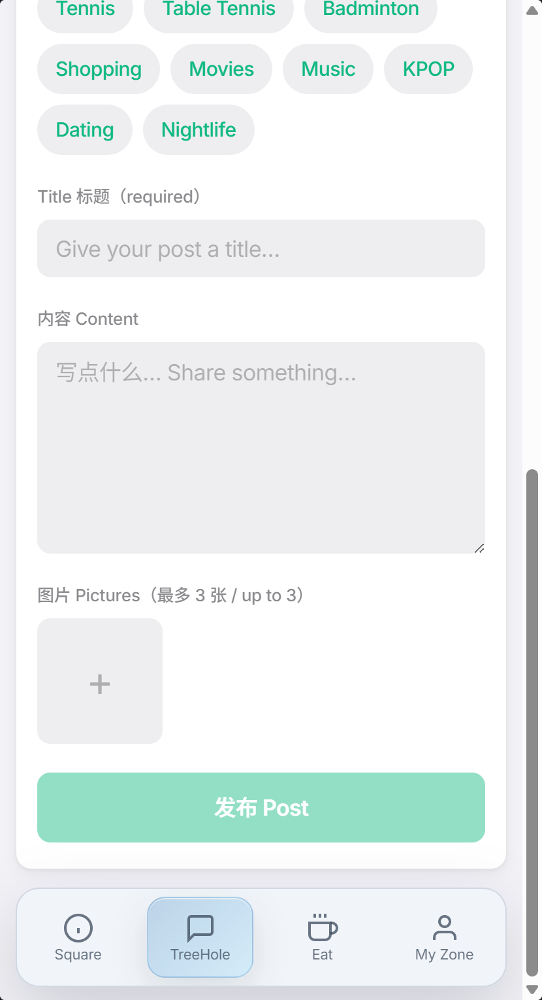 Tennis Table Tennis Badminton
Shopping Movies Music KPOP
Dating Nightlife
Title 标题（required）
Give your post a title...
内容 Content
写点什么... Share something...
图片 Pictures（最多 3 张 / up to 3）
+
发布 Post
Square TreeHole Eat My Zone